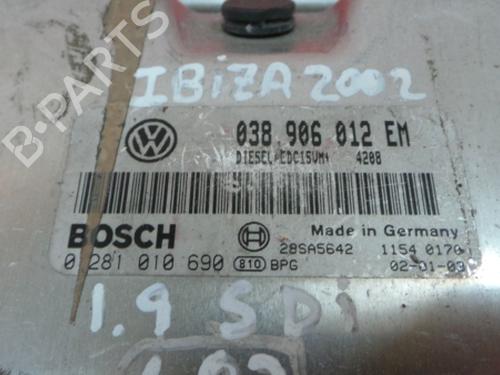 IBIZA 2002
038 906 012 EM
DIESEL-EDC15VM+ 4208
BOSCH
Made in Germany
28SA5642 1154 0170
0 281 010 690 810 BPG 02-01-09
1.9 SDi